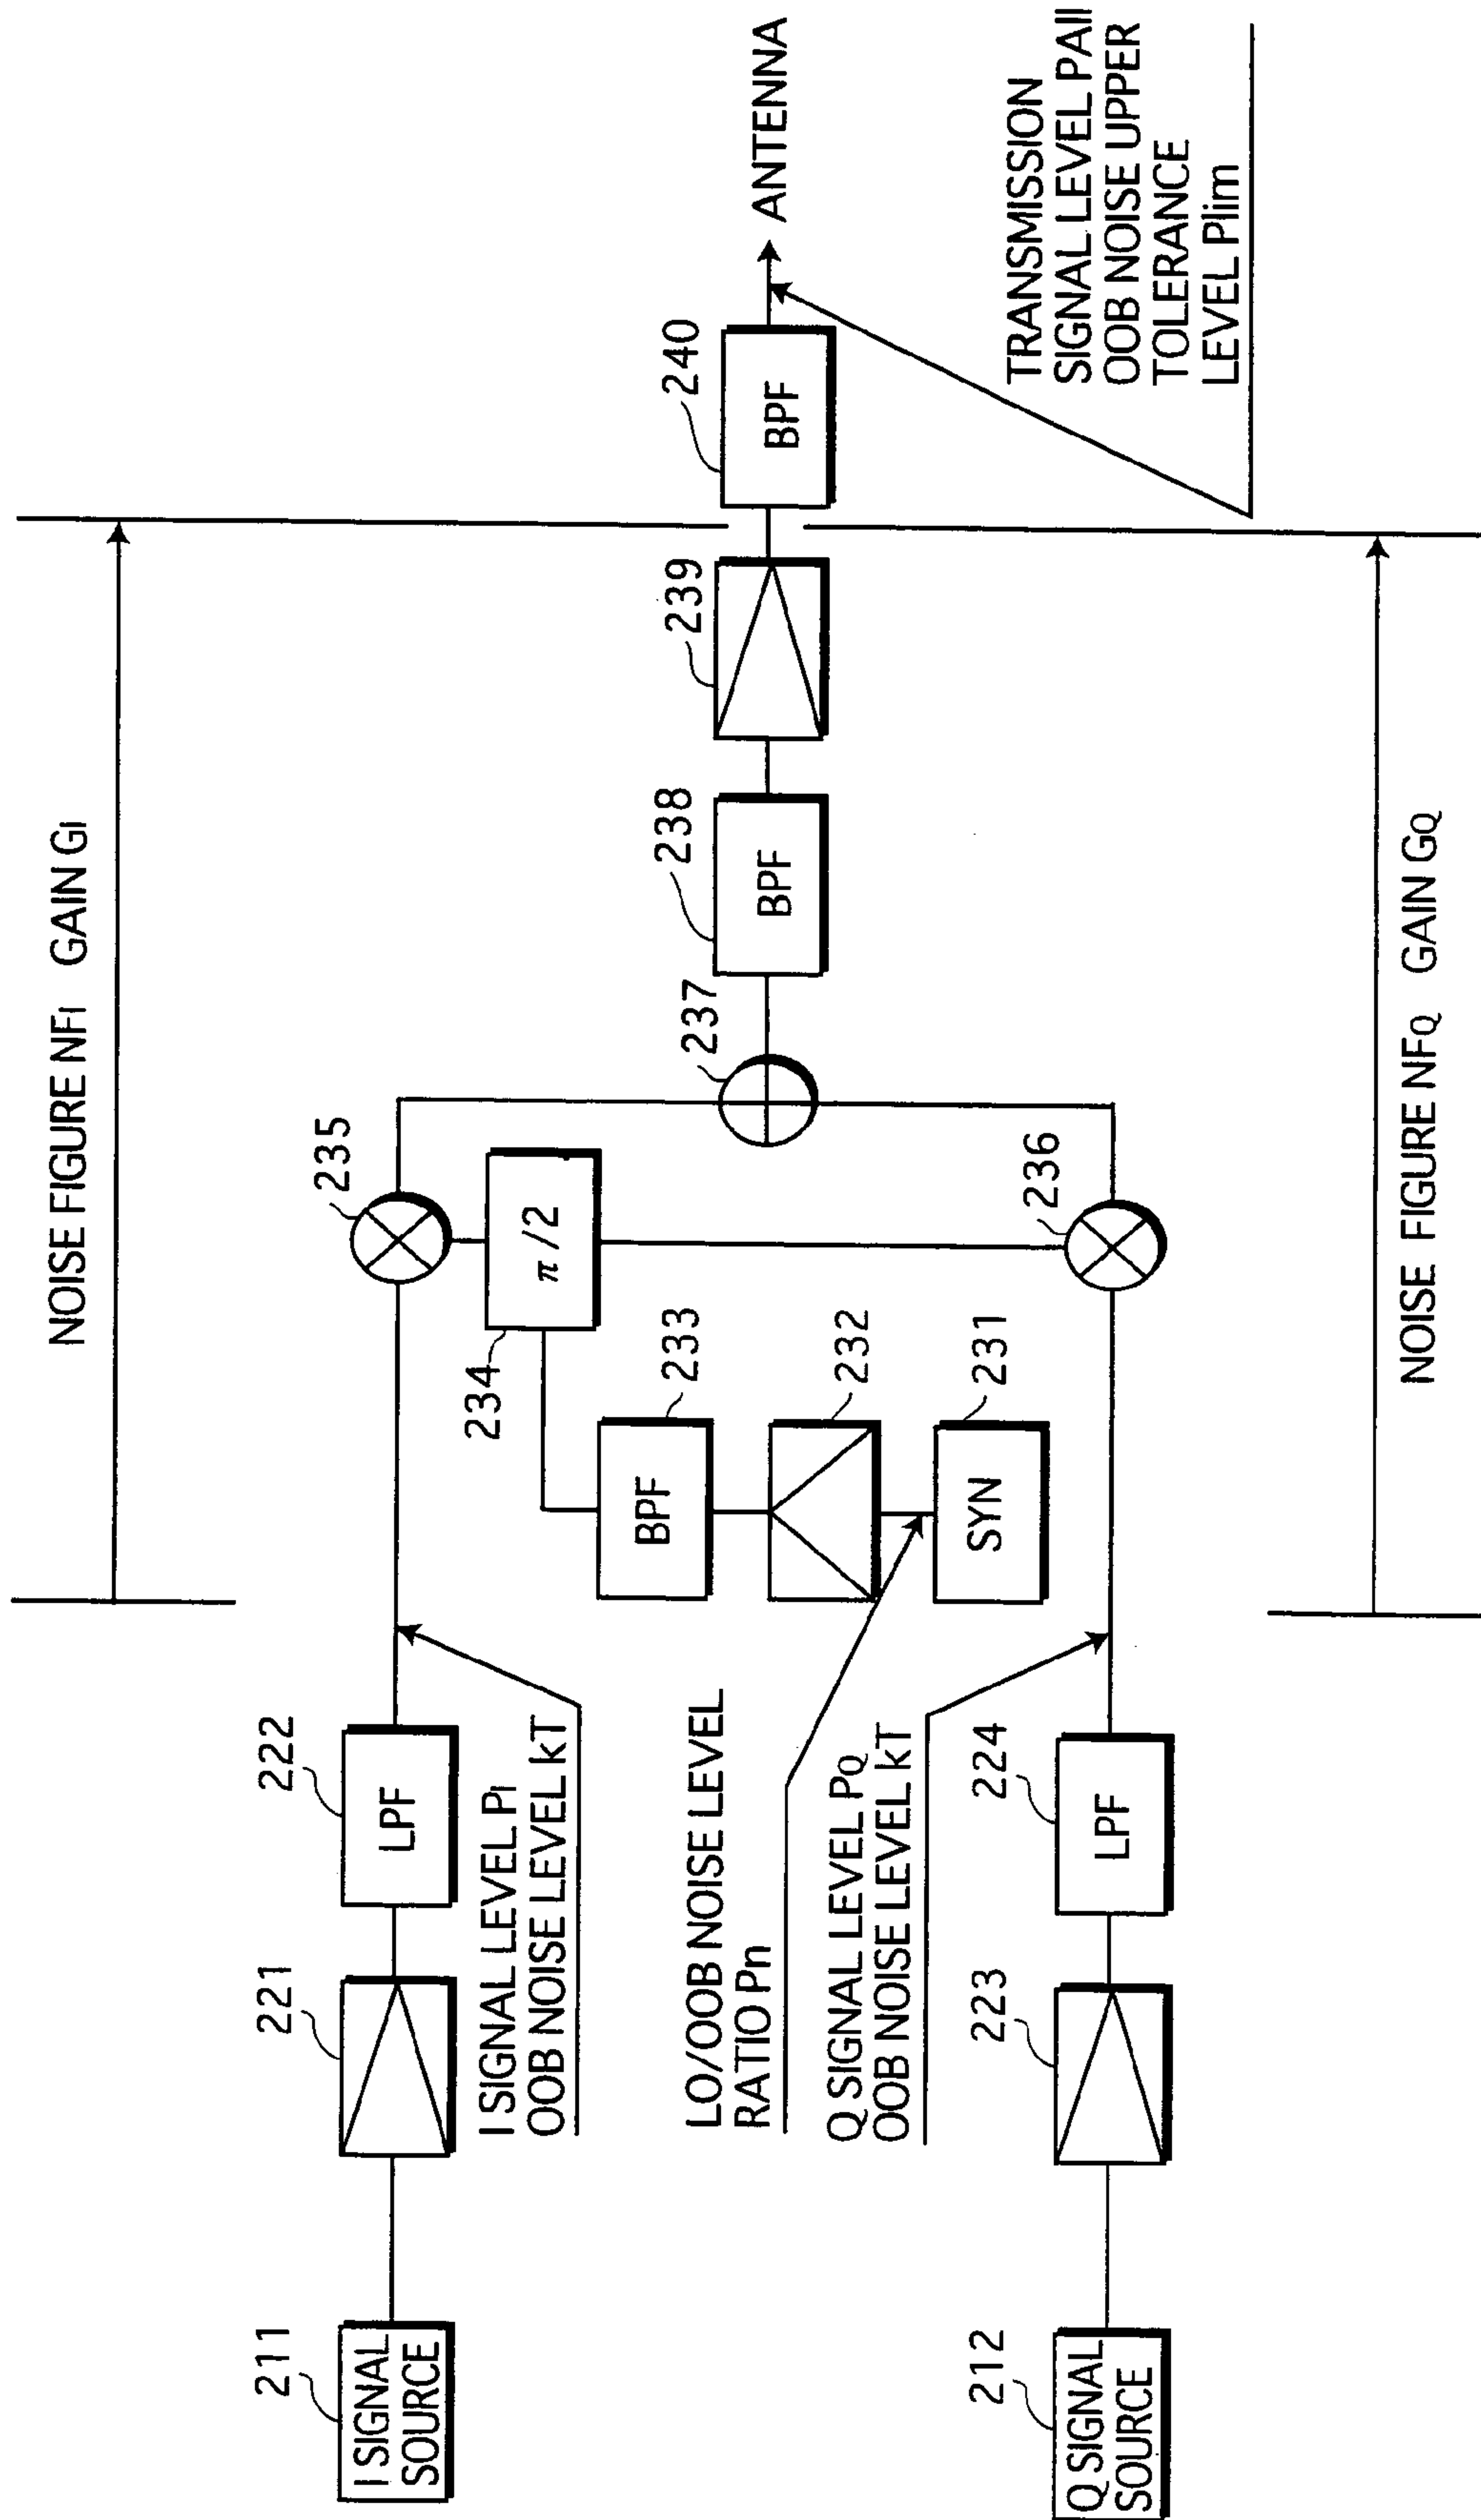 NOISE FIGURE NFI GAIN GI
211
I SIGNAL
SOURCE
221
222
LPF
I SIGNAL LEVEL PI
OOB NOISE LEVEL kT
235
234
π/2
233
BPF
232
231
SYN
LO/OOB NOISE LEVEL
RATIO Pn
237
238
BPF
239
240
BPF
ANTENNA
Q SIGNAL LEVEL PQ
OOB NOISE LEVEL kT
212
Q SIGNAL
SOURCE
223
224
LPF
236
TRANSMISSION
SIGNAL LEVEL PAll
OOB NOISE UPPER
TOLERANCE
LEVEL Plim
NOISE FIGURE NFQ GAIN GQ